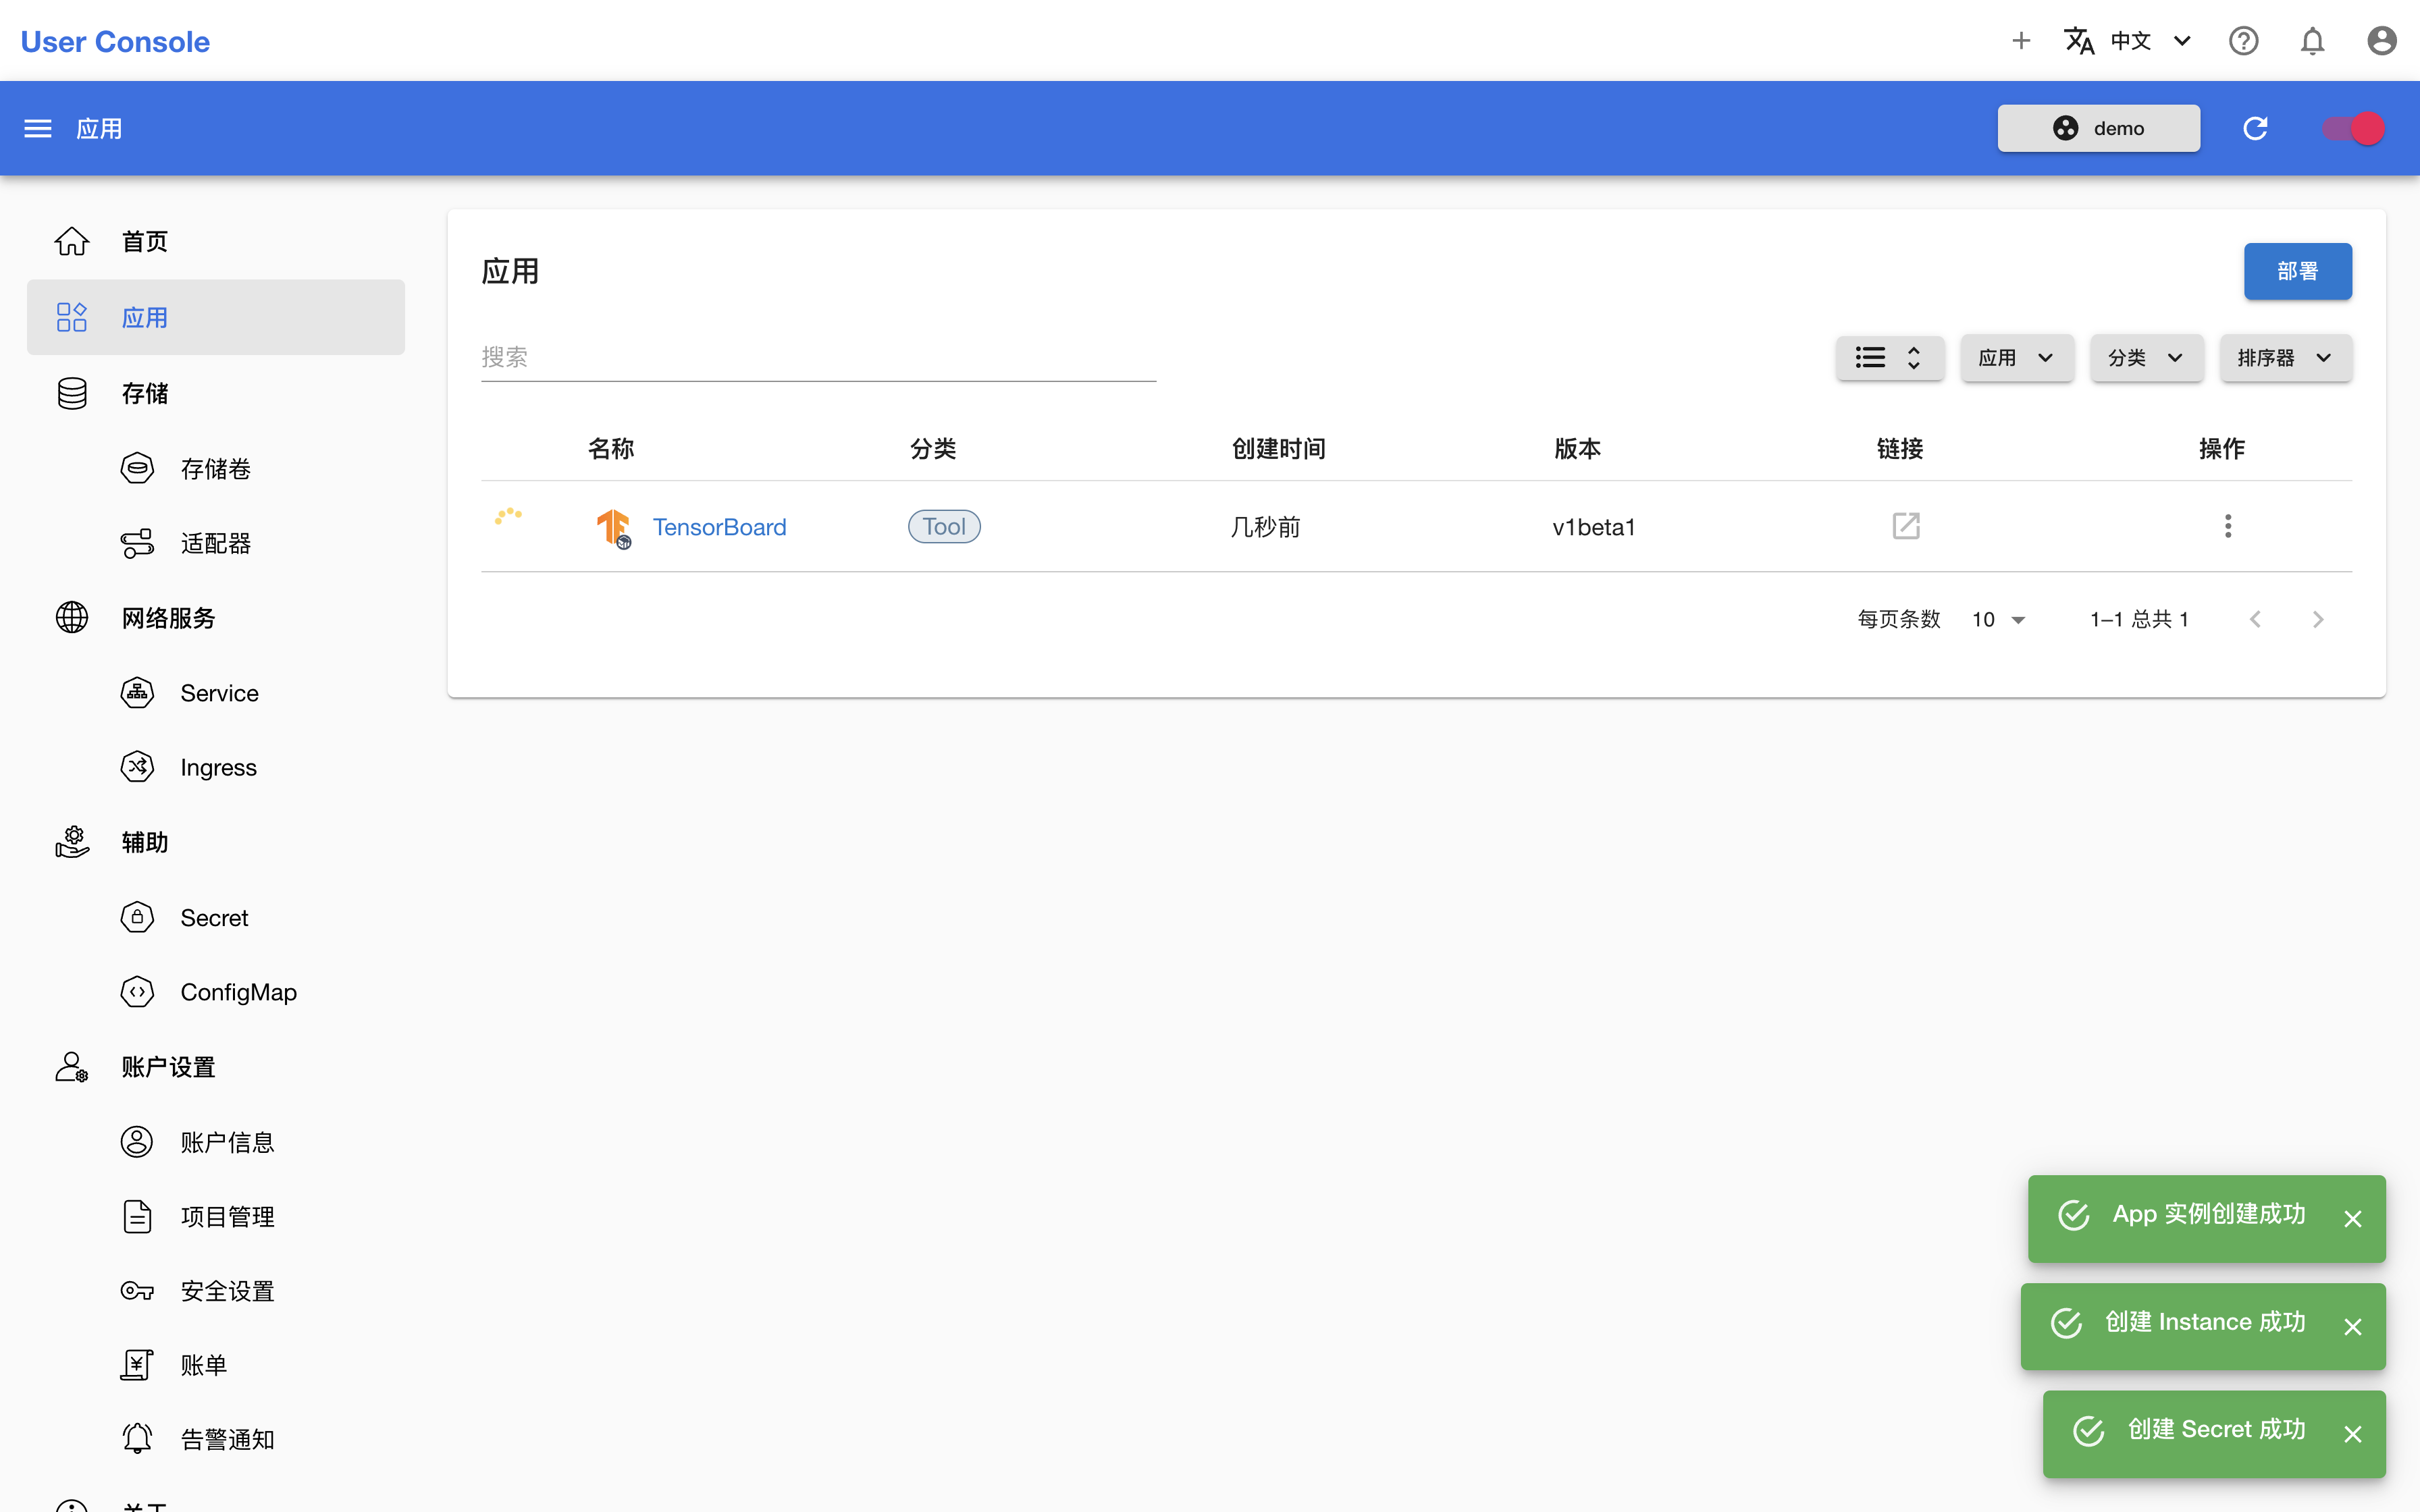 User Console
中文
应用
demo
首页
应用
存储
存储卷
适配器
网络服务
Service
Ingress
辅助
Secret
ConfigMap
账户设置
账户信息
项目管理
安全设置
账单
告警通知
应用
部署
搜索
应用
分类
排序器
名称 分类 创建时间 版本 链接 操作
TensorBoard Tool 几秒前 v1beta1
每页条数 10 1–1 总共 1
App 实例创建成功
创建 Instance 成功
创建 Secret 成功